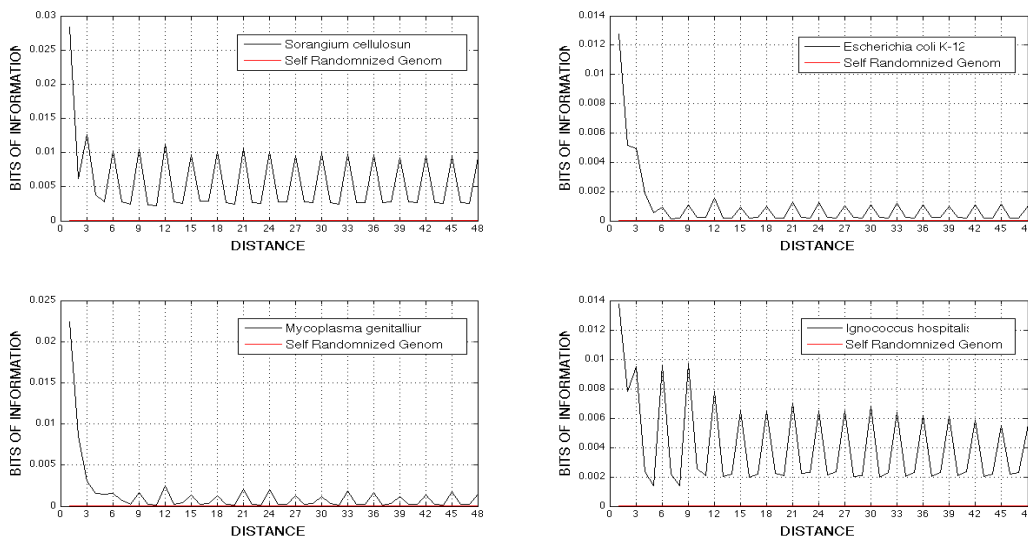 0.03
0.025
0.02
0.015
0.01
0.005
0
BITS OF INFORMATION
Sorangium cellulosun
Self Randomnized Genom
0 3 6 9 12 15 18 21 24 27 30 33 36 39 42 45 48
DISTANCE
0.014
0.012
0.01
0.008
0.006
0.004
0.002
0
BITS OF INFORMATION
Escherichia coli K-12
Self Randomnized Genom
0 3 6 9 12 15 18 21 24 27 30 33 36 39 42 45 48
DISTANCE
0.025
0.02
0.015
0.01
0.005
0
BITS OF INFORMATION
Mycoplasma genitalliur
Self Randomnized Genom
0 3 6 9 12 15 18 21 24 27 30 33 36 39 42 45 48
DISTANCE
0.014
0.012
0.01
0.008
0.006
0.004
0.002
0
BITS OF INFORMATION
Ignococcus hospitalis
Self Randomnized Genom
0 3 6 9 12 15 18 21 24 27 30 33 36 39 42 45 48
DISTANCE